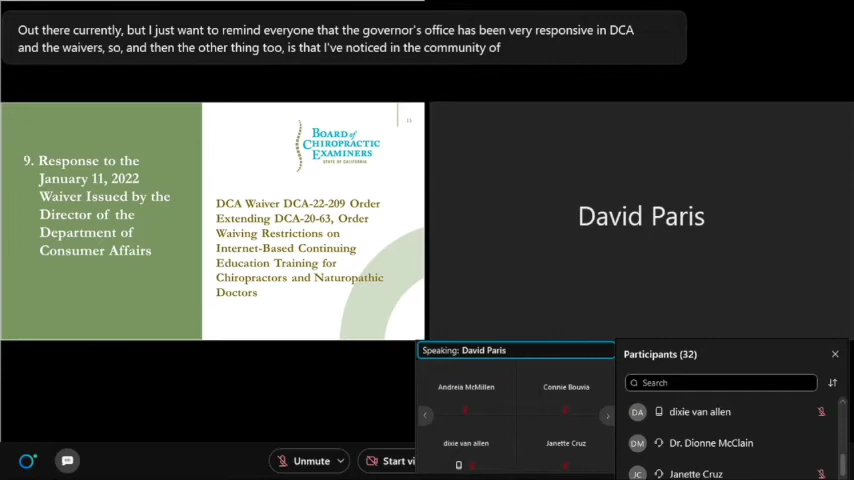 Out there currently, but I just want to remind everyone that the governor's office has been very responsive in DCA
and the waivers, so, and then the other thing too, is that I've noticed in the community of
15
BOARD of
CHIROPRACTIC
EXAMINERS
STATE OF CALIFORNIA
9. Response to the
January 11, 2022
Waiver Issued by the
Director of the
Department of
Consumer Affairs
DCA Waiver DCA-22-209 Order
Extending DCA-20-63, Order
Waiving Restrictions on
Internet-Based Continuing
Education Training for
Chiropractors and Naturopathic
Doctors
David Paris
Speaking: David Paris
Andreia McMillen
Connie Bouvia
dixie van allen
Janette Cruz
Participants (32)
Search
DA dixie van allen
DM Dr. Dionne McClain
JC Janette Cruz
Unmute
Start vi